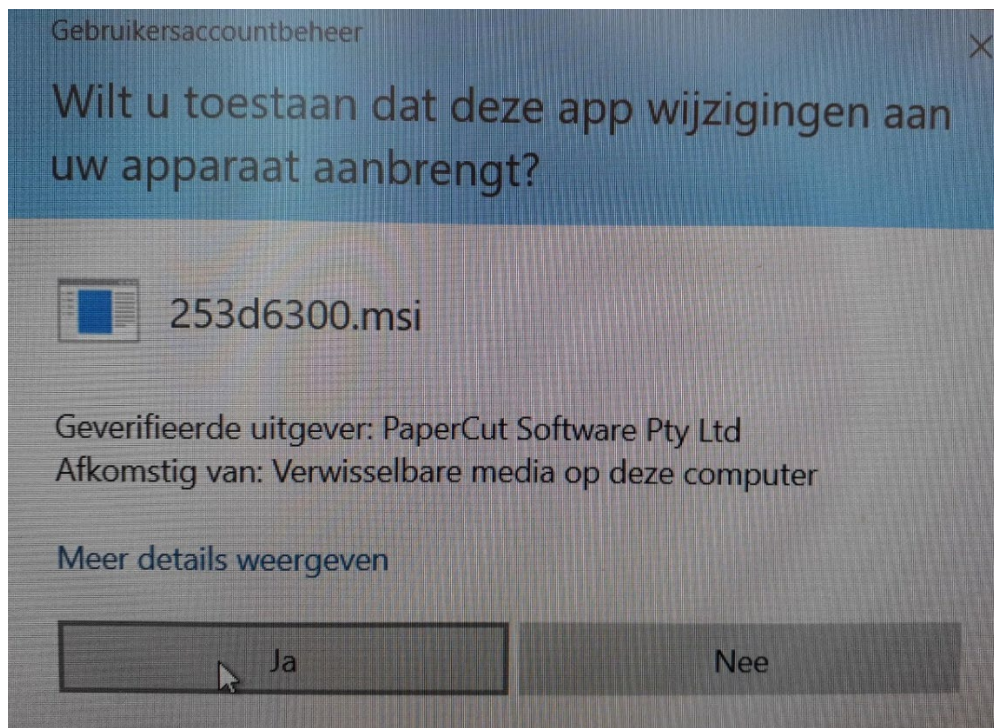 Gebruikersaccountbeheer
Wilt u toestaan dat deze app wijzigingen aan
uw apparaat aanbrengt?
253d6300.msi
Geverifieerde uitgever: PaperCut Software Pty Ltd
Afkomstig van: Verwisselbare media op deze computer
Meer details weergeven
Ja
Nee